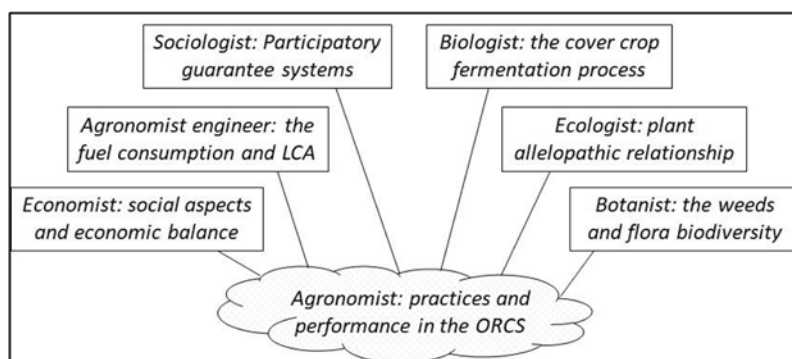 Sociologist: Participatory
guarantee systems
Biologist: the cover crop
fermentation process
Agronomist engineer: the
fuel consumption and LCA
Ecologist: plant
allelopathic relationship
Economist: social aspects
and economic balance
Botanist: the weeds
and flora biodiversity
Agronomist: practices and
performance in the ORCS